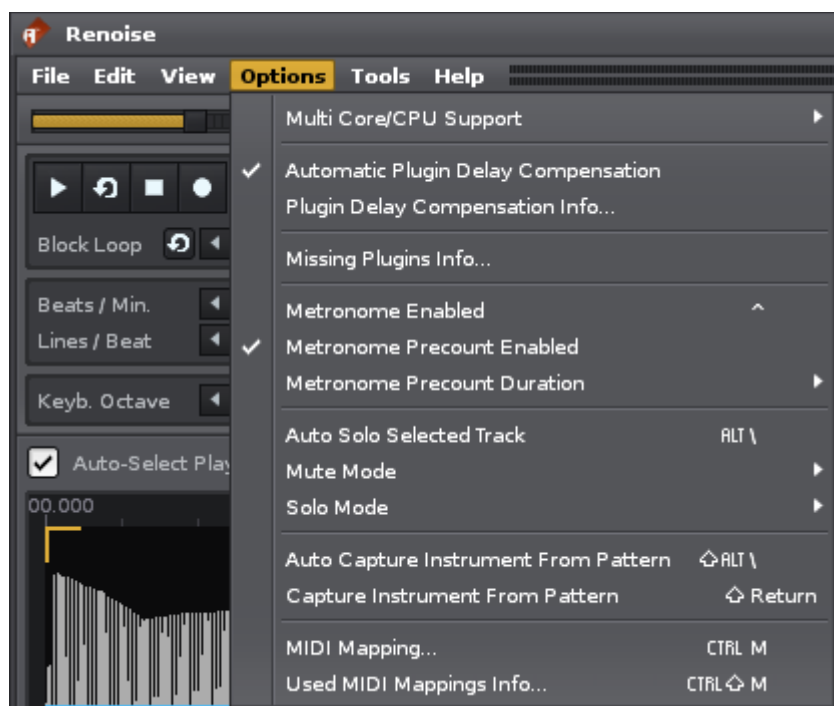 Renoise
File Edit View Options Tools Help
Multi Core/CPU Support
Automatic Plugin Delay Compensation
Plugin Delay Compensation Info...
Block Loop
Missing Plugins Info...
Beats / Min.
Metronome Enabled ^
Lines / Beat
Metronome Precount Enabled
Metronome Precount Duration
Keyb. Octave
Auto Solo Selected Track ALT \
Auto-Select Play
Mute Mode
00.000
Solo Mode
Auto Capture Instrument From Pattern ⇧ALT \
Capture Instrument From Pattern ⇧ Return
MIDI Mapping... CTRL M
Used MIDI Mappings Info... CTRL⇧ M